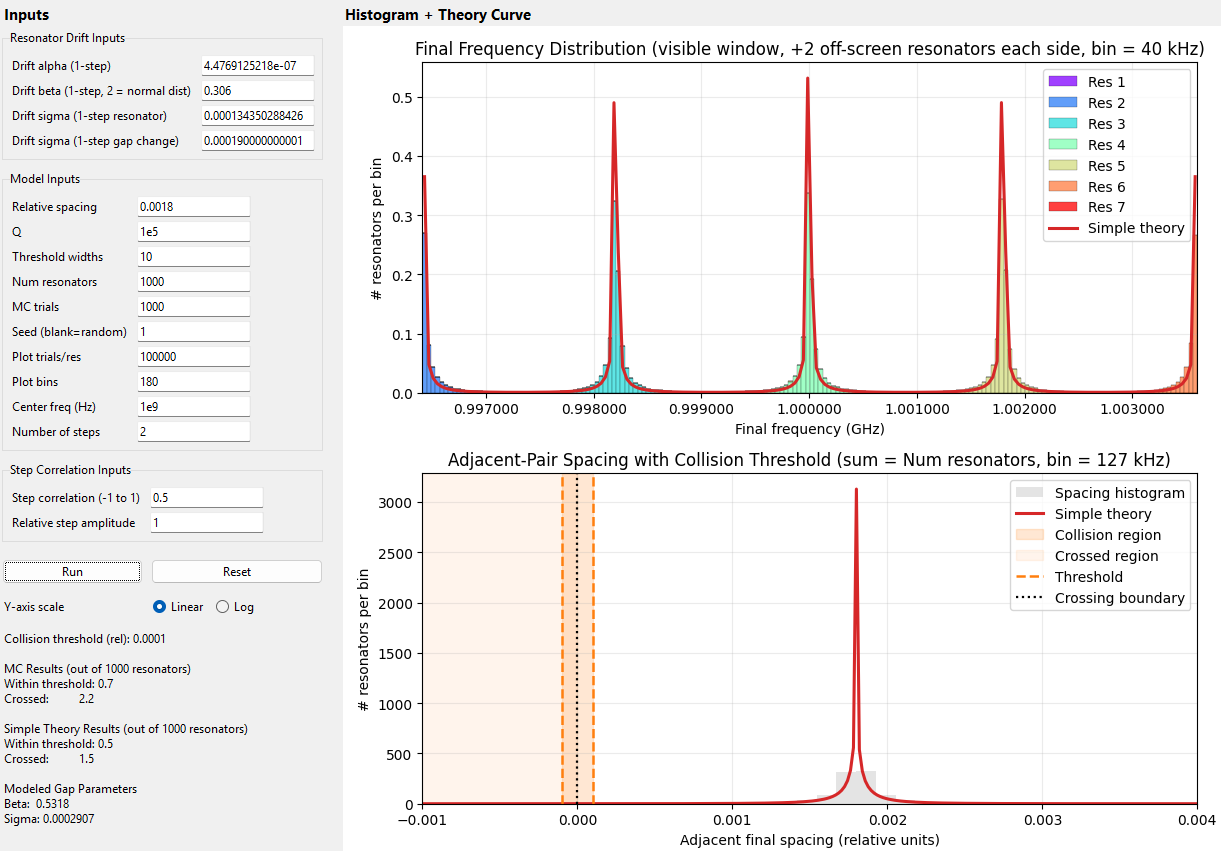 Inputs
Resonator Drift Inputs
Drift alpha (1-step) 4.4769125218e-07
Drift beta (1-step, 2 = normal dist) 0.306
Drift sigma (1-step resonator) 0.000134350288426
Drift sigma (1-step gap change) 0.000190000000001
Model Inputs
Relative spacing 0.0018
Q 1e5
Threshold widths 10
Num resonators 1000
MC trials 1000
Seed (blank=random) 1
Plot trials/res 100000
Plot bins 180
Center freq (Hz) 1e9
Number of steps 2
Step Correlation Inputs
Step correlation (-1 to 1) 0.5
Relative step amplitude 1
Run Reset
Y-axis scale Linear Log
Collision threshold (rel): 0.0001
MC Results (out of 1000 resonators)
Within threshold: 0.7
Crossed: 2.2
Simple Theory Results (out of 1000 resonators)
Within threshold: 0.5
Crossed: 1.5
Modeled Gap Parameters
Beta: 0.5318
Sigma: 0.0002907
Histogram + Theory Curve
Final Frequency Distribution (visible window, +2 off-screen resonators each side, bin = 40 kHz)
# resonators per bin
0.5
0.4
0.3
0.2
0.1
0.0
Res 1
Res 2
Res 3
Res 4
Res 5
Res 6
Res 7
Simple theory
0.997000 0.998000 0.999000 1.000000 1.001000 1.002000 1.003000
Final frequency (GHz)
Adjacent-Pair Spacing with Collision Threshold (sum = Num resonators, bin = 127 kHz)
# resonators per bin
3000
2500
2000
1500
1000
500
0
Spacing histogram
Simple theory
Collision region
Crossed region
Threshold
Crossing boundary
−0.001 0.000 0.001 0.002 0.003 0.004
Adjacent final spacing (relative units)